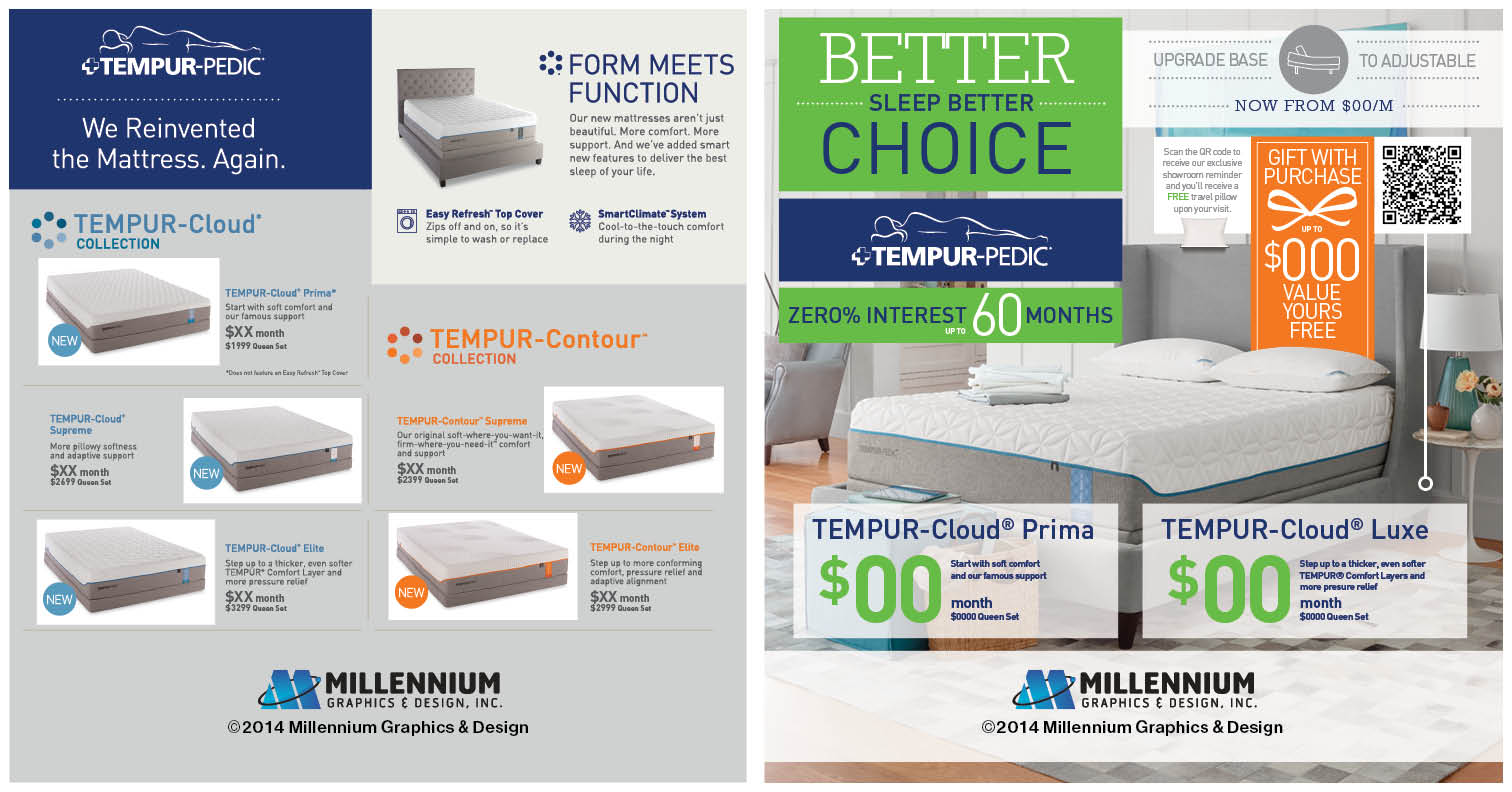 TEMPUR-PEDIC®
We Reinvented
the Mattress. Again.
FORM MEETS
FUNCTION
Our new mattresses aren't just
beautiful. More comfort. More
support. And we've added smart
new features to deliver the best
sleep of your life.
Easy Refresh™ Top Cover
Zips off and on, so it's
simple to wash or replace
SmartClimate™ System
Cool-to-the-touch comfort
during the night
TEMPUR-Cloud®
COLLECTION
NEW
TEMPUR-Cloud® Prima*
Start with soft comfort and
our famous support
$XX month
$1999 Queen Set
*Does not feature an Easy Refresh™ Top Cover
TEMPUR-Cloud®
Supreme
More pillowy softness
and adaptive support
$XX month
$2699 Queen Set
NEW
NEW
TEMPUR-Cloud® Elite
Step up to a thicker, even softer
TEMPUR® Comfort Layer and
more pressure relief
$XX month
$3299 Queen Set
TEMPUR-Contour™
COLLECTION
TEMPUR-Contour™ Supreme
Our original soft-where-you-want-it,
firm-where-you-need-it™ comfort
and support
$XX month
$2399 Queen Set
NEW
NEW
TEMPUR-Contour™ Elite
Step up to more conforming
comfort, pressure relief and
adaptive alignment
$XX month
$2999 Queen Set
MILLENNIUM
GRAPHICS & DESIGN, INC.
©2014 Millennium Graphics & Design
BETTER
SLEEP BETTER
CHOICE
TEMPUR-PEDIC®
ZERO% INTEREST UP TO 60 MONTHS
UPGRADE BASE TO ADJUSTABLE
NOW FROM $00/M
Scan the QR code to
receive our exclusive
showroom reminder
and you'll receive a
FREE travel pillow
upon your visit.
GIFT WITH
PURCHASE
UP TO
$000
VALUE
YOURS
FREE
TEMPUR-PEDIC
TEMPUR-Cloud® Prima
$00
Start with soft comfort
and our famous support
month
$0000 Queen Set
TEMPUR-Cloud® Luxe
$00
Step up to a thicker, even softer
TEMPUR® Comfort Layers and
more presure relief
month
$0000 Queen Set
MILLENNIUM
GRAPHICS & DESIGN, INC.
©2014 Millennium Graphics & Design